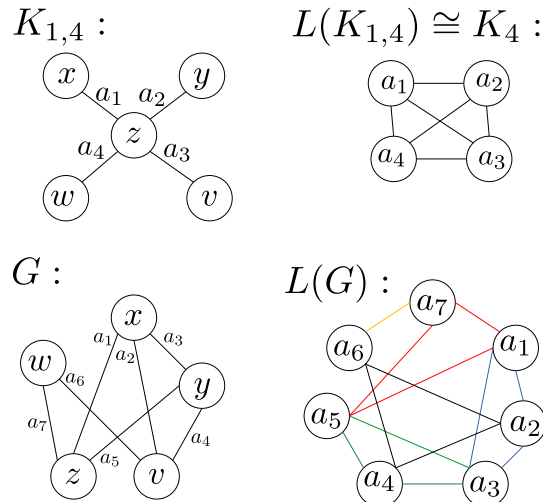 K_{1,4} :
L(K_{1,4}) ≅ K_4 :
x y
a_1 a_2
z
a_4 a_3
w v
a_1 a_2
a_4 a_3
G :
L(G) :
x
a_1 a_2 a_3
w
a_6
y
a_7 a_5 a_4
z v
a_7
a_6 a_1
a_5 a_2
a_4 a_3